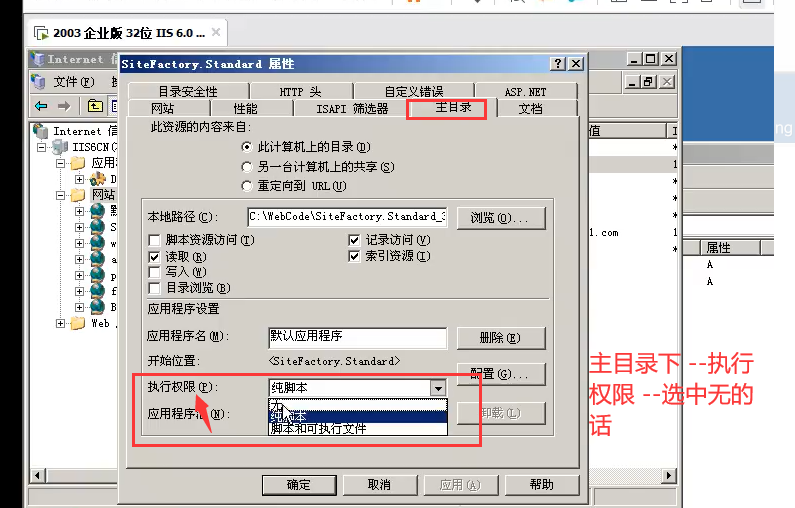 2003 企业版 32位 IIS 6.0 ...
Internet
SiteFactory.Standard 属性
文件(F)
目录安全性
HTTP 头
自定义错误
ASP.NET
网站
性能
ISAPI 筛选器
主目录
文档
Internet 信
此资源的内容来自:
值
IIS6CN(
此计算机上的目录(D)
应用
另一台计算机上的共享(S)
重定向到 URL(U)
网站
本地路径(C):
C:\WebCode\SiteFactory.Standard_3
浏览(O)...
1.com
ng
脚本资源访问(T)
记录访问(V)
属性
读取(R)
索引资源(I)
A
写入(W)
A
目录浏览(B)
应用程序设置
Web
应用程序名(M):
默认应用程序
删除(E)
开始位置:
<SiteFactory.Standard>
配置(G)...
执行权限(P):
纯脚本
无
应用程序池(N):
纯脚本
卸载(L)
脚本和可执行文件
主目录下 --执行
权限 --选中无的
话
确定
取消
应用(A)
帮助